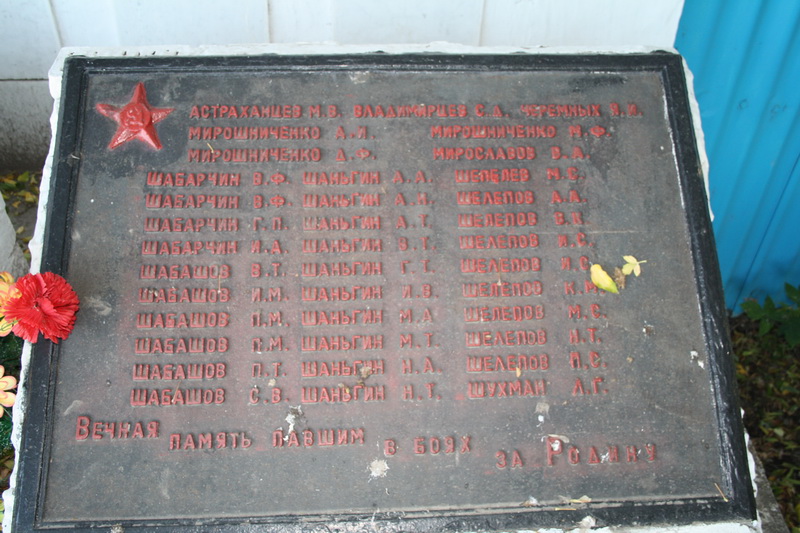 АСТРАХАНЦЕВ М.В. ВЛАДИМИРЦЕВ С.Д. ЧЕРЕМНЫХ В.И.
МИРОШНИЧЕНКО А.Л. МИРОШНИЧЕНКО М.Ф.
МИРОШНИЧЕНКО Д.Ф. МИРОСЛАВОВ В.А.
ШАБАРЧИН В.Ф. ШАНЬГИН А.А. ШЕПЕЛЕВ М.С.
ШАБАРЧИН В.Ф. ШАНЬГИН А.И. ШЕЛЕПОВ А.А.
ШАБАРЧИН Г.П. ШАНЬГИН А.Т. ШЕЛЕПОВ
ШАБАРЧИН И.А. ШАНЬГИН В.Т. ШЕЛЕПОВ И.С.
ШАБАШОВ В.Т. ШАНЬГИН Г.Г. ШЕЛЕПОВ И.С.
ШАБАШОВ И.М. ШАНЬГИН И.В. ШЕЛЕПОВ
ШАБАШОВ П.М. ШАНЬГИН М.А. ШЕЛЕПОВ М.С.
ШАБАШОВ ШАНЬГИН М.Т. ШЕЛЕПОВ Н.Т.
ШАБАШОВ П.Т. ШАНЬГИН Н.А. ШЕЛЕПОВ П.С.
ШАБАШОВ С.В. ШАНЬГИН Н.Т. ШУХМАН Л.Г.
Вечная память павшим в боях за Родину